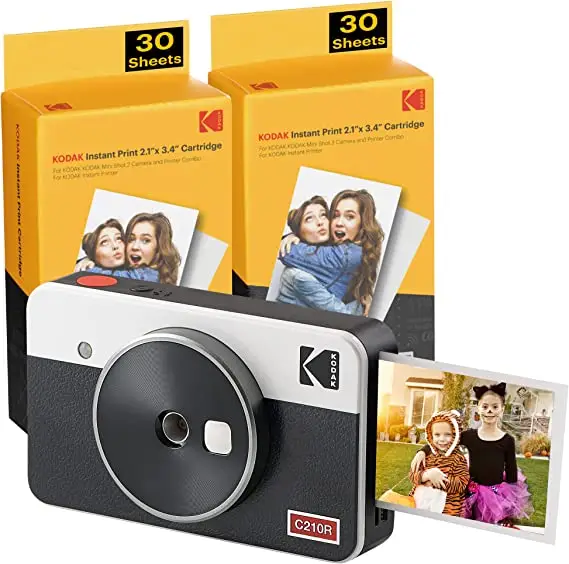 30
Sheets
KODAK
KODAK Instant Print 2.1"x 3.4" Cartridge
For KODAK KODAK Mini Shot 2 Camera and Printer Combo
For KODAK Instant Printer
KODAK Instant Print Cartridge
30
Sheets
KODAK
KODAK Instant Print 2.1"x 3.4" Cartridge
For KODAK KODAK Mini Shot 2 Camera and Printer Combo
For KODAK Instant Printer
KODAK
C210R